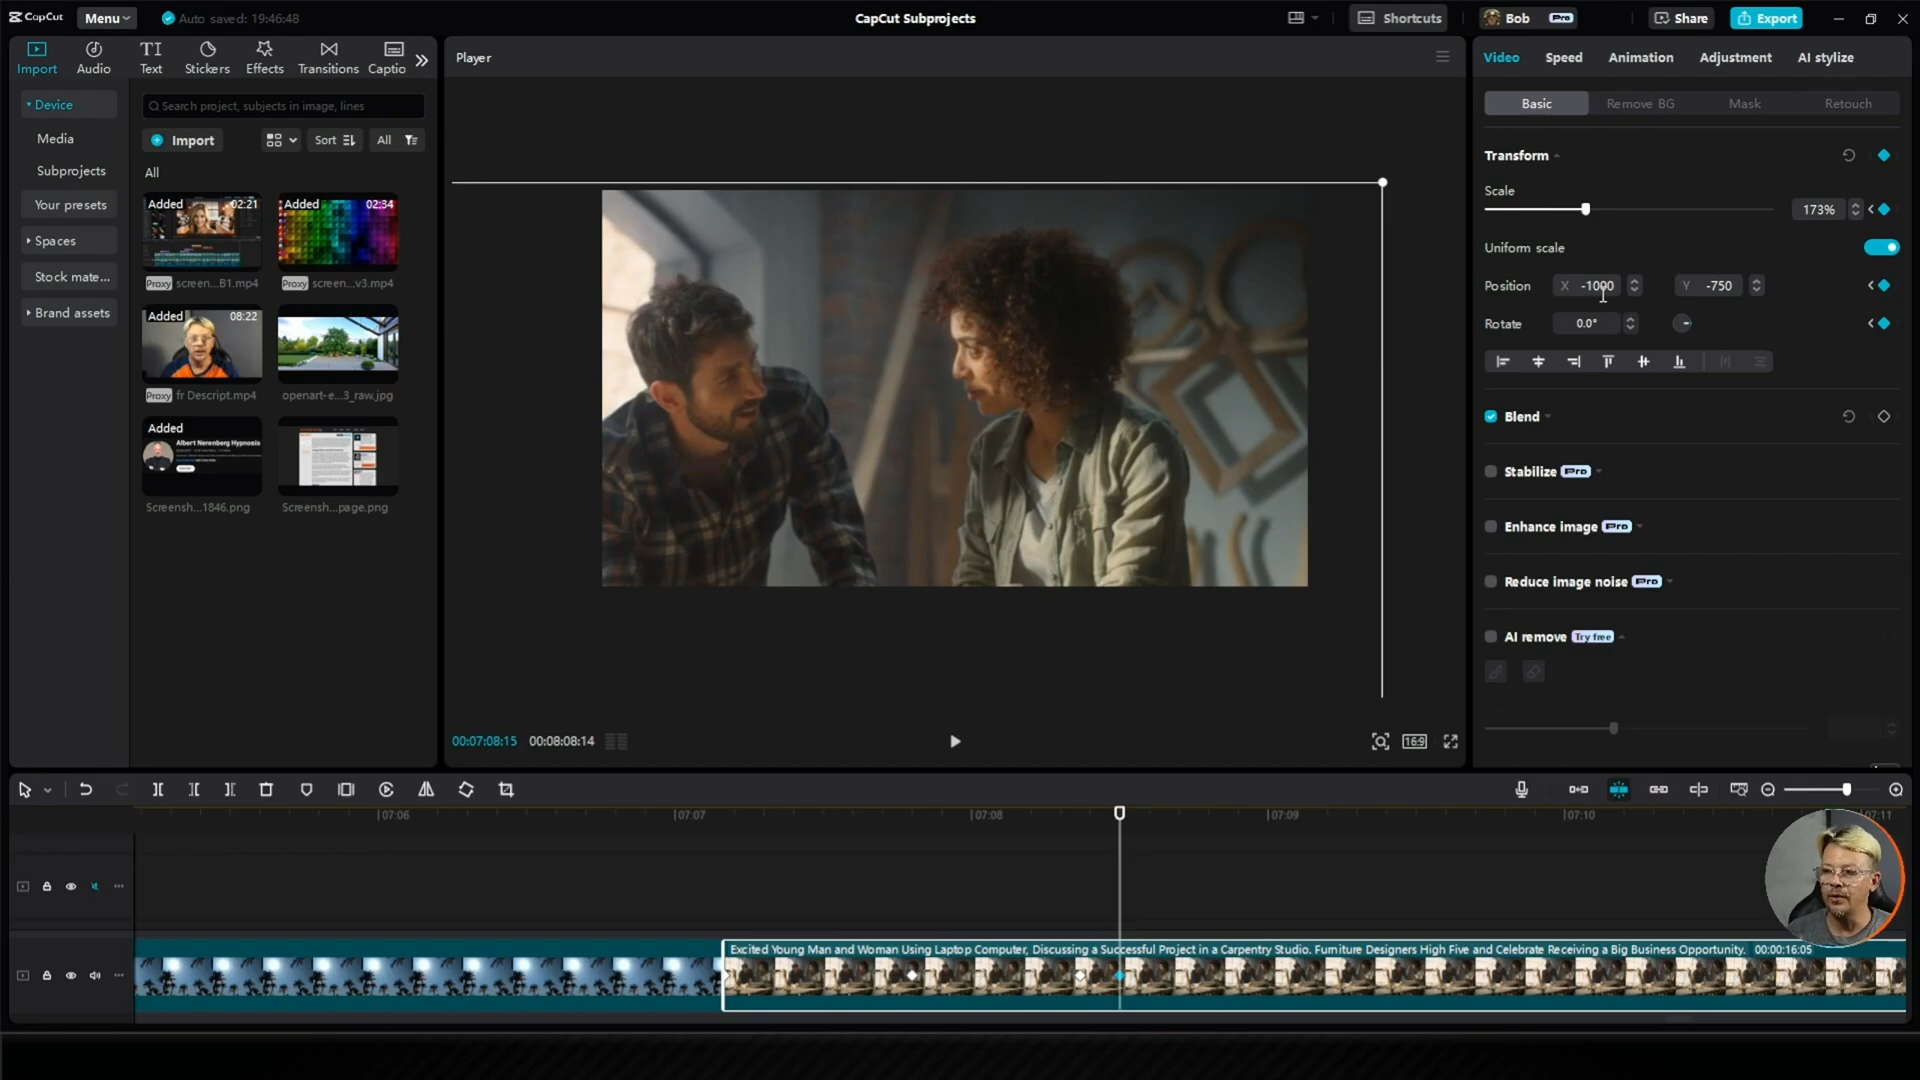 CapCut
Menu
Auto saved: 19:46:48
CapCut Subprojects
Shortcuts
Bob
Pro
Share
Export
Import
Audio
TI
Text
Stickers
Effects
Transitions
Captio
Player
Video
Speed
Animation
Adjustment
AI stylize
Device
Media
Subprojects
Your presets
Spaces
Stock mate...
Brand assets
Search project, subjects in image, lines
Import
Sort
All
All
Added
02:21
Proxy screen...B1.mp4
Added
02:34
Proxy screen...v3.mp4
Added
08:22
Proxy fr Descript.mp4
openart-e...3_raw.jpg
Added
Albert Nerenberg Hypnosis
Screensh...1846.png
Screensh...page.png
Basic
Remove BG
Mask
Retouch
Transform
Scale
173%
Uniform scale
Position
X -1000
Y -750
Rotate
0.0°
Blend
Stabilize Pro
Enhance image Pro
Reduce image noise Pro
AI remove Try free
00:07:08:15
00:08:08:14
16:9
07:06
07:07
07:08
07:09
07:10
07:11
Excited Young Man and Woman Using Laptop Computer, Discussing a Successful Project in a Carpentry Studio. Furniture Designers High Five and Celebrate Receiving a Big Business Opportunity. 00:00:16:05